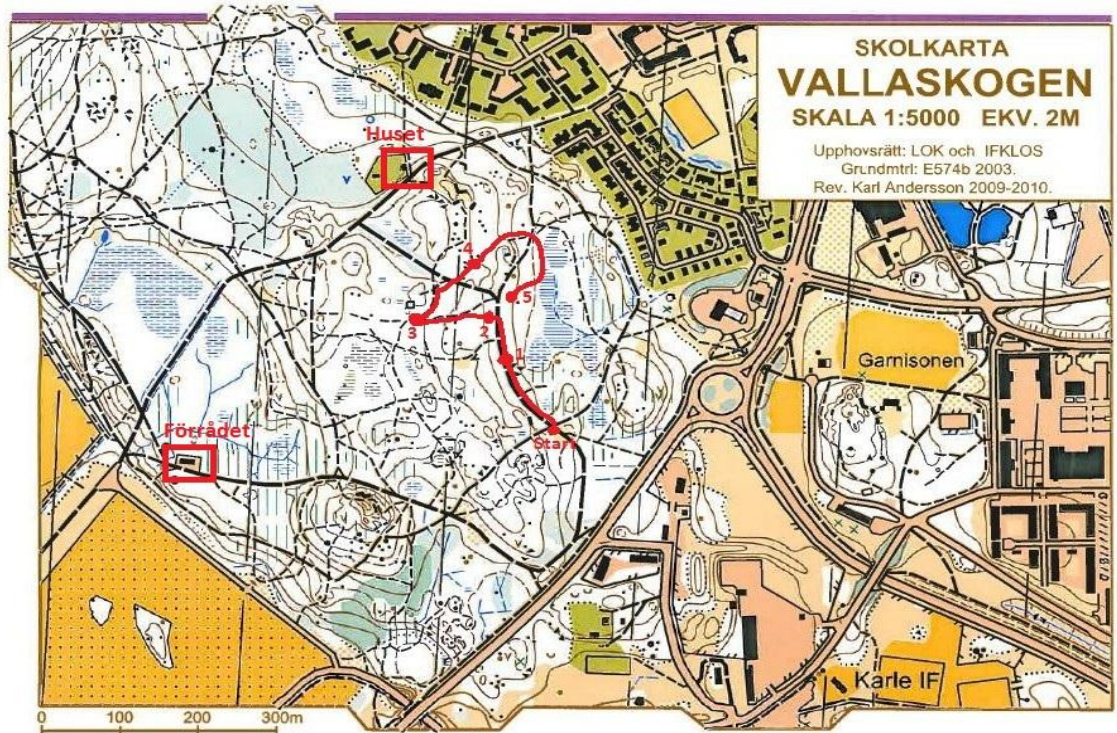 SKOLKARTA
VALLASKOGEN
SKALA 1:5000 EKV. 2M
Upphovsrätt: LOK och IFKLOS
Grundmtrl: E574b 2003.
Rev. Karl Andersson 2009-2010.
Huset
4
5
3
2
1
Start
Garnisonen
Förrådet
Karle IF
0 100 200 300m